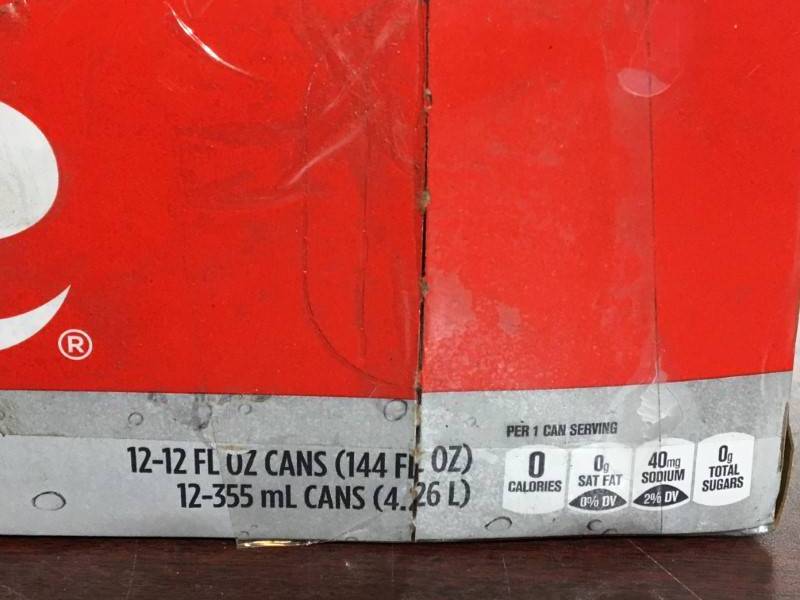 ®
PER 1 CAN SERVING
12-12 FL OZ CANS (144 FL OZ)
12-355 mL CANS (4.26 L)
0
CALORIES
0g
SAT FAT
0% DV
40mg
SODIUM
2% DV
0g
TOTAL
SUGARS